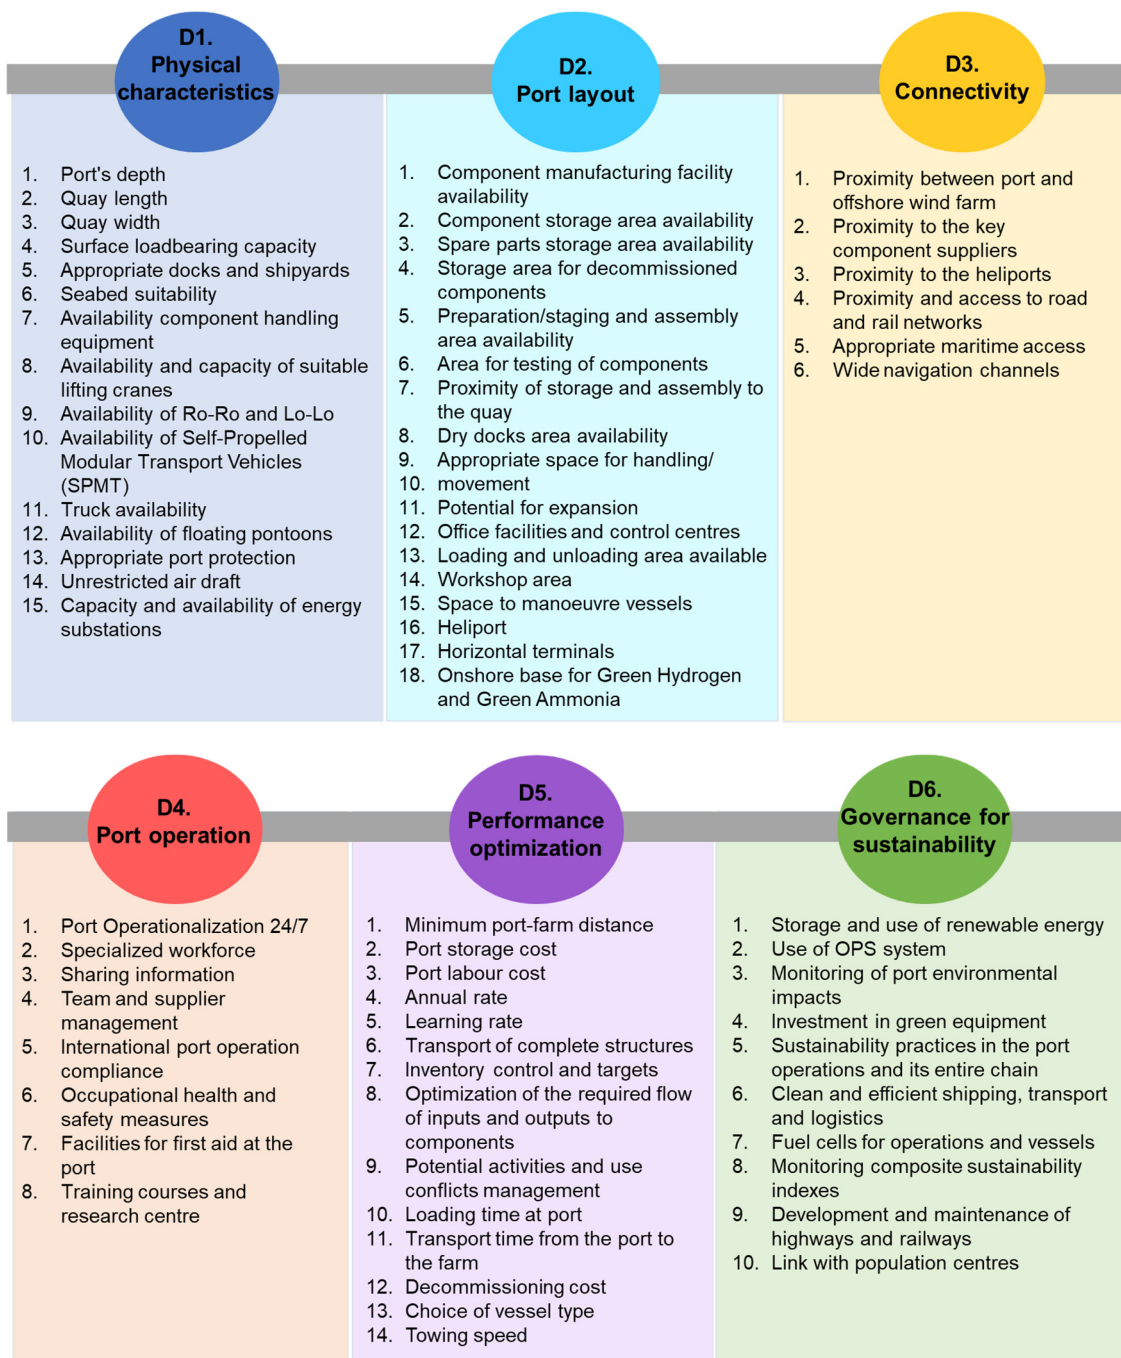 D1.
Physical
characteristics
1. Port's depth
2. Quay length
3. Quay width
4. Surface loadbearing capacity
5. Appropriate docks and shipyards
6. Seabed suitability
7. Availability component handling
equipment
8. Availability and capacity of suitable
lifting cranes
9. Availability of Ro-Ro and Lo-Lo
10. Availability of Self-Propelled
Modular Transport Vehicles
(SPMT)
11. Truck availability
12. Availability of floating pontoons
13. Appropriate port protection
14. Unrestricted air draft
15. Capacity and availability of energy
substations
D2.
Port layout
1. Component manufacturing facility
availability
2. Component storage area availability
3. Spare parts storage area availability
4. Storage area for decommissioned
components
5. Preparation/staging and assembly
area availability
6. Area for testing of components
7. Proximity of storage and assembly to
the quay
8. Dry docks area availability
9. Appropriate space for handling/
10. movement
11. Potential for expansion
12. Office facilities and control centres
13. Loading and unloading area available
14. Workshop area
15. Space to manoeuvre vessels
16. Heliport
17. Horizontal terminals
18. Onshore base for Green Hydrogen
and Green Ammonia
D3.
Connectivity
1. Proximity between port and
offshore wind farm
2. Proximity to the key
component suppliers
3. Proximity to the heliports
4. Proximity and access to road
and rail networks
5. Appropriate maritime access
6. Wide navigation channels
D4.
Port operation
1. Port Operationalization 24/7
2. Specialized workforce
3. Sharing information
4. Team and supplier
management
5. International port operation
compliance
6. Occupational health and
safety measures
7. Facilities for first aid at the
port
8. Training courses and
research centre
D5.
Performance
optimization
1. Minimum port-farm distance
2. Port storage cost
3. Port labour cost
4. Annual rate
5. Learning rate
6. Transport of complete structures
7. Inventory control and targets
8. Optimization of the required flow
of inputs and outputs to
components
9. Potential activities and use
conflicts management
10. Loading time at port
11. Transport time from the port to
the farm
12. Decommissioning cost
13. Choice of vessel type
14. Towing speed
D6.
Governance for
sustainability
1. Storage and use of renewable energy
2. Use of OPS system
3. Monitoring of port environmental
impacts
4. Investment in green equipment
5. Sustainability practices in the port
operations and its entire chain
6. Clean and efficient shipping, transport
and logistics
7. Fuel cells for operations and vessels
8. Monitoring composite sustainability
indexes
9. Development and maintenance of
highways and railways
10. Link with population centres